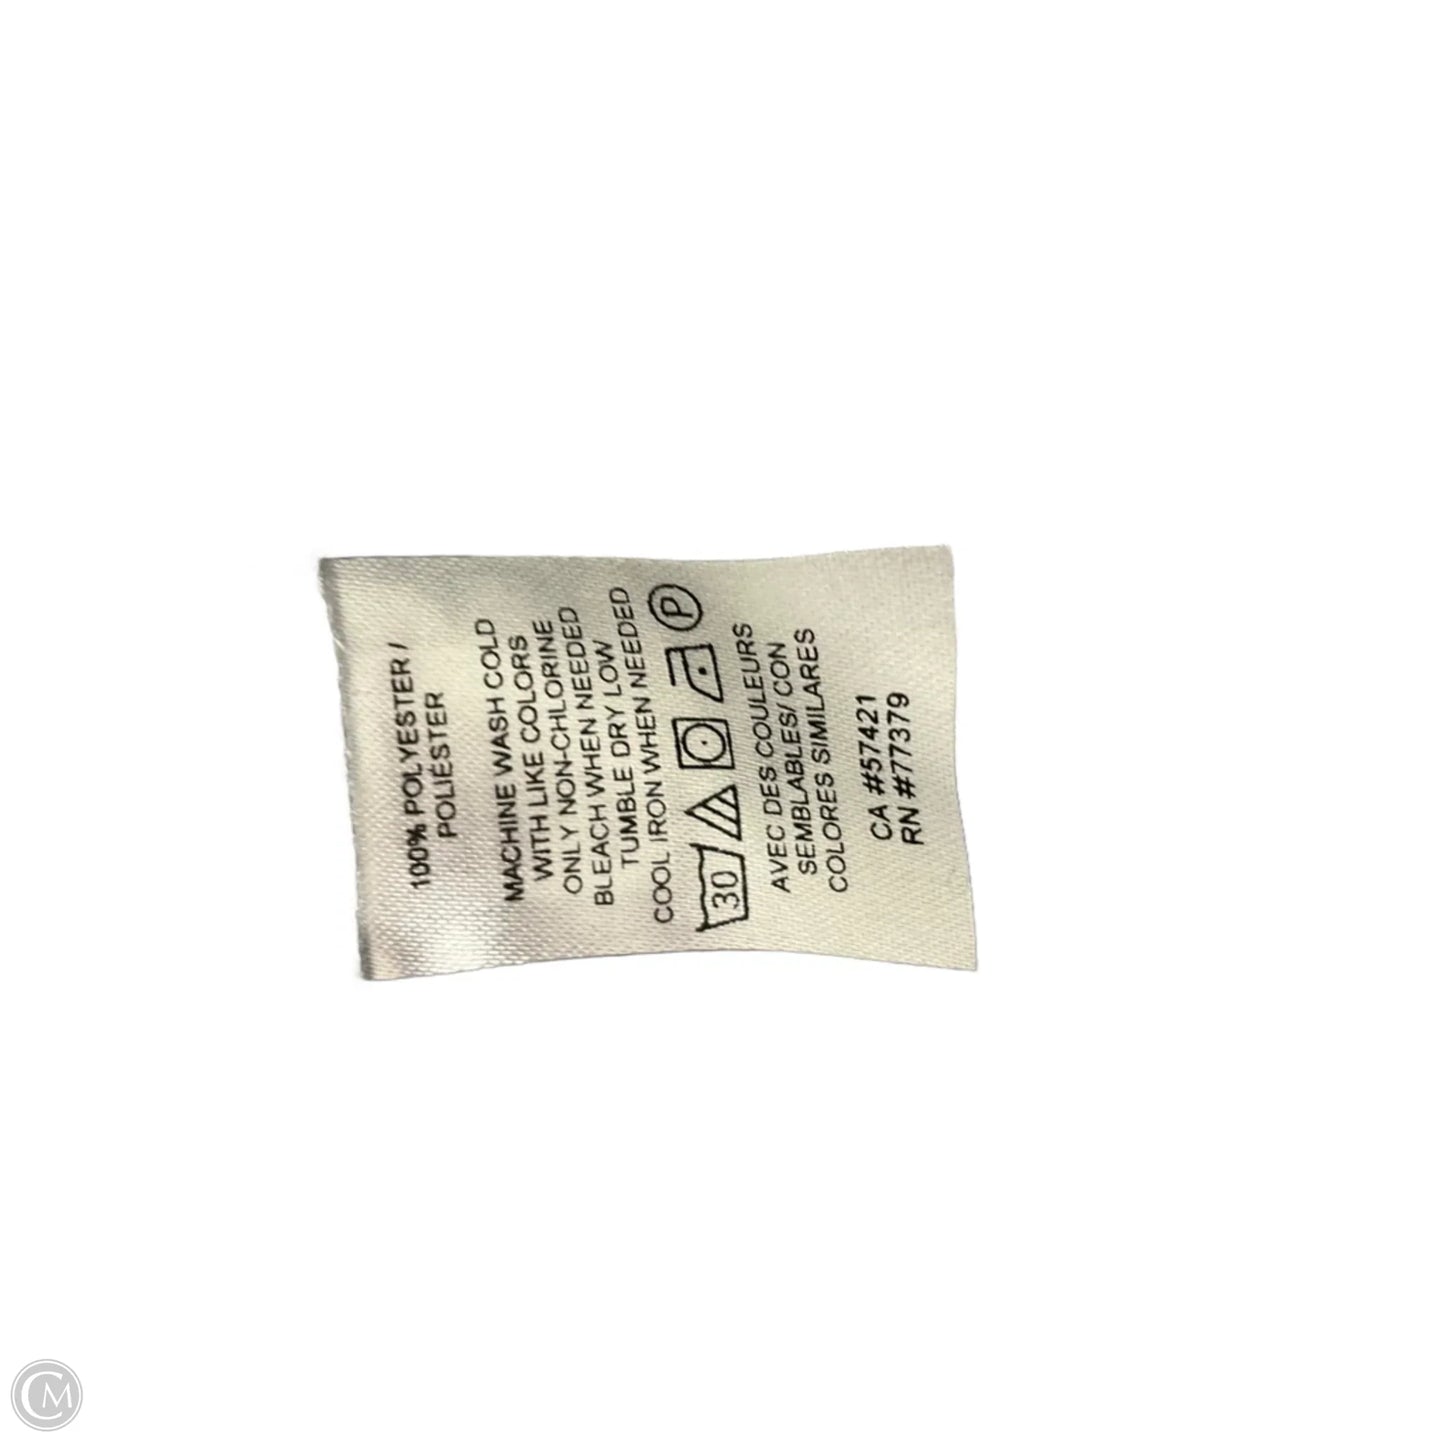 100% POLYESTER /
POLIÉSTER
MACHINE WASH COLD
WITH LIKE COLORS
ONLY NON-CHLORINE
BLEACH WHEN NEEDED
TUMBLE DRY LOW
COOL IRON WHEN NEEDED
30 P
AVEC DES COULEURS
SEMBLABLES/ CON
COLORES SIMILARES
CA #57421
RN #77379
CM